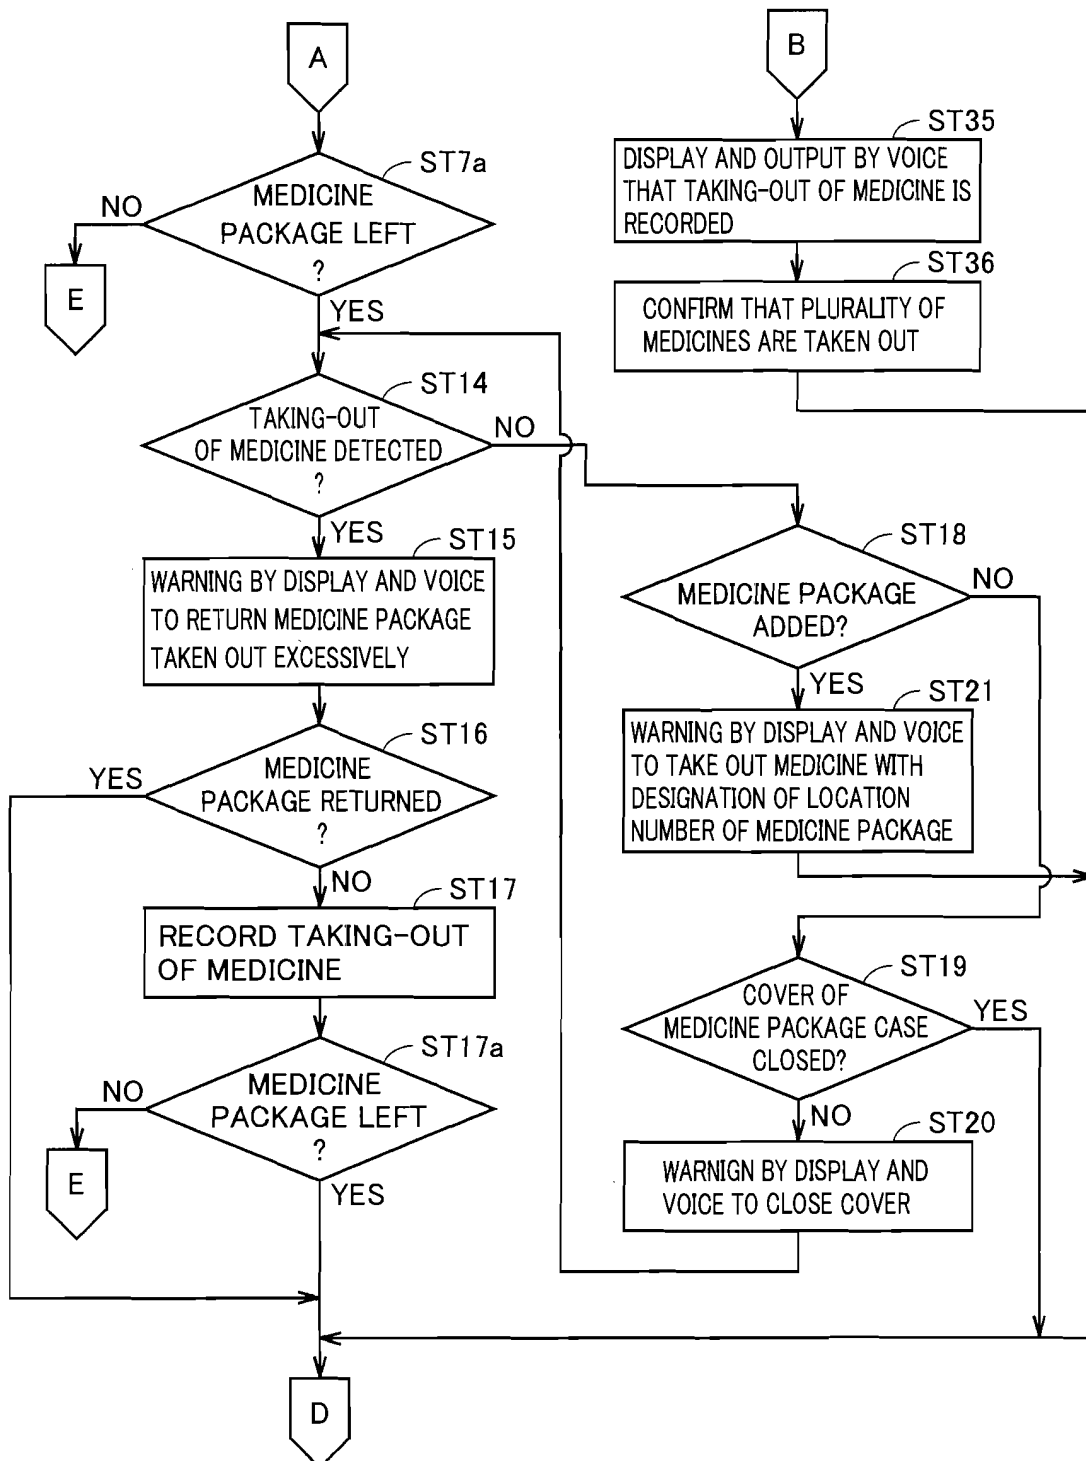 A
ST7a
MEDICINE
PACKAGE LEFT
?
NO
E
YES
ST14
TAKING-OUT
OF MEDICINE DETECTED
?
NO
YES
ST15
WARNING BY DISPLAY AND VOICE
TO RETURN MEDICINE PACKAGE
TAKEN OUT EXCESSIVELY
ST16
MEDICINE
PACKAGE RETURNED
?
YES
NO
ST17
RECORD TAKING-OUT
OF MEDICINE
ST17a
MEDICINE
PACKAGE LEFT
?
NO
E
YES
D
B
ST35
DISPLAY AND OUTPUT BY VOICE
THAT TAKING-OUT OF MEDICINE IS
RECORDED
ST36
CONFIRM THAT PLURALITY OF
MEDICINES ARE TAKEN OUT
ST18
MEDICINE PACKAGE
ADDED?
NO
YES
ST21
WARNING BY DISPLAY AND VOICE
TO TAKE OUT MEDICINE WITH
DESIGNATION OF LOCATION
NUMBER OF MEDICINE PACKAGE
ST19
COVER OF
MEDICINE PACKAGE CASE
CLOSED?
YES
NO
ST20
WARNIGN BY DISPLAY AND
VOICE TO CLOSE COVER